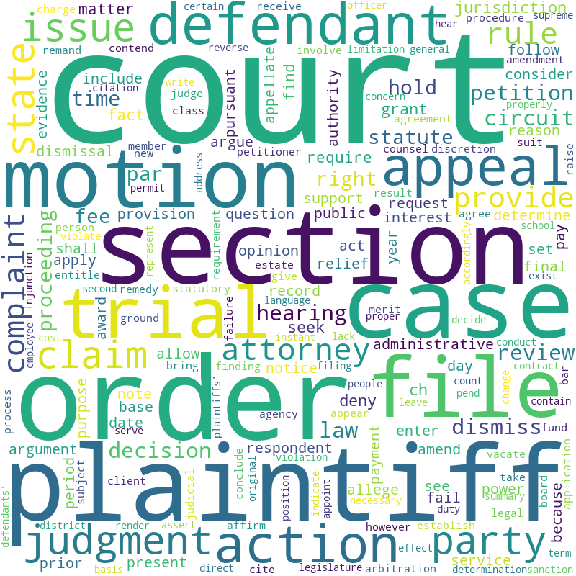 charge
certain
receive
officer
matter
jurisdiction
procedure
supreme
issue
defendant
rule
remand
contend
reverse
involve
limitation
general
hear
amendment
state
court
evidence
include
time
citation
write
judge
class
fact
pursuant
argue
appellate
find
authority
concern
agreement
hold
grant
petition
circuit
follow
consider
properly
reason
raise
dismissal
member
new
permit
petitioner
statute
counsel
discretion
suit
motion
par
address
require
right
support
appeal
result
agree
school
provide
determine
complaint
proceeding
person
violate
shall
apply
entitle
fee
provision
represent
requirement
question
public
interest
request
year
accordingly
set
pay
final
exist
opinion
act
relief
section
estate
give
record
employee
injunction
cost
second
remedy
statutory
award
ground
language
hearing
seek
failure
merit
proper
decide
trial
case
claim
allow
bring
instant
lack
finding
notice
filing
attorney
administrative
conduct
contract
review
process
purpose
note
base
date
serve
plaintiffs'
people
day
count
pend
ch
deny
leave
change
bar
contain
order
file
agency
appear
law
enter
dismiss
board
fund
argument
decision
respondent
amend
vacate
take
application
period
subject
client
judicial
conclude
original
violation
position
indicate
appoint
necessary
allege
payment
see
fail
duty
power
summary
legal
because
plaintiff
defendants'
district
render
assert
affirm
however
establish
judgment
action
party
prior
present
basis
direct
cite
effect
legislature
arbitration
service
determination
sanction
term